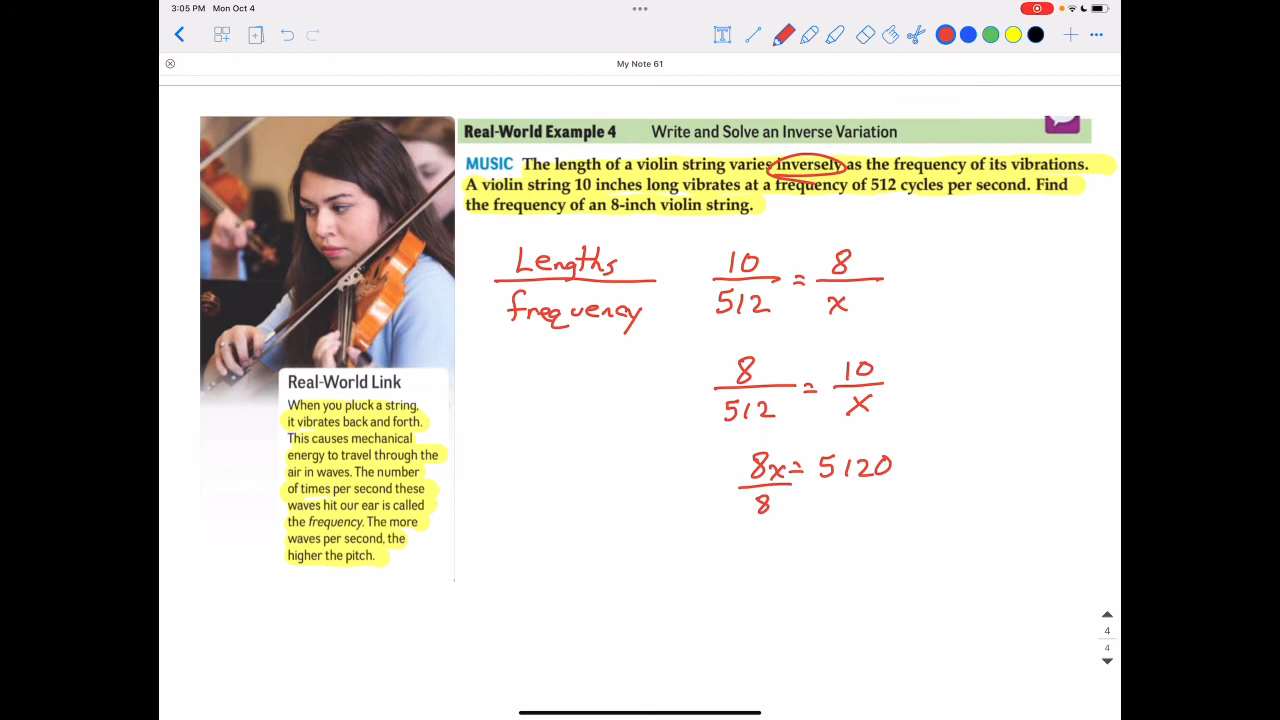 3:05 PM Mon Oct 4
T
My Note 61
Real-World Example 4 Write and Solve an Inverse Variation
MUSIC The length of a violin string varies inversely as the frequency of its vibrations.
A violin string 10 inches long vibrates at a frequency of 512 cycles per second. Find
the frequency of an 8-inch violin string.
Lengths
frequency
10/512 = 8/x
8/512 = 10/x
8x = 5120
8
Real-World Link
When you pluck a string,
it vibrates back and forth.
This causes mechanical
energy to travel through the
air in waves. The number
of times per second these
waves hit our ear is called
the frequency. The more
waves per second, the
higher the pitch.
4
4